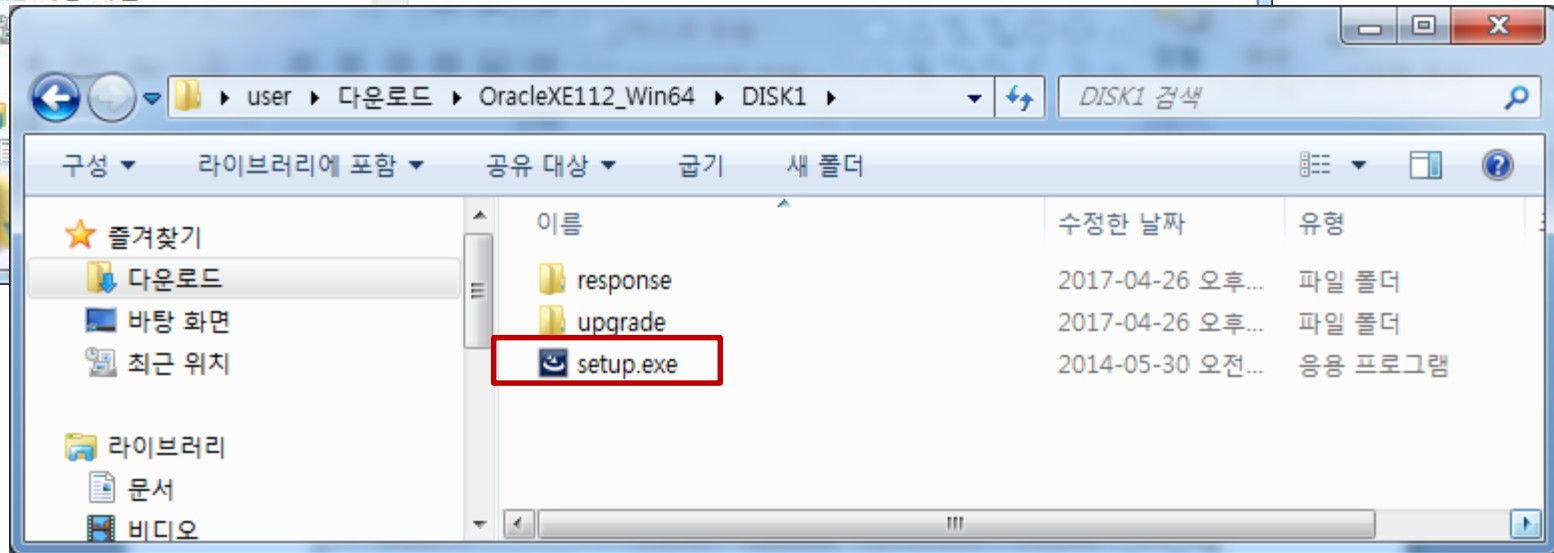 user ▶ 다운로드 ▶ OracleXE112_Win64 ▶ DISK1 ▶
DISK1 검색
구성 라이브러리에 포함 공유 대상 굽기 새 폴더
이름 수정한 날짜 유형
즐겨찾기
다운로드
바탕 화면
최근 위치
라이브러리
문서
비디오
response 2017-04-26 오후... 파일 폴더
upgrade 2017-04-26 오후... 파일 폴더
setup.exe 2014-05-30 오전... 응용 프로그램